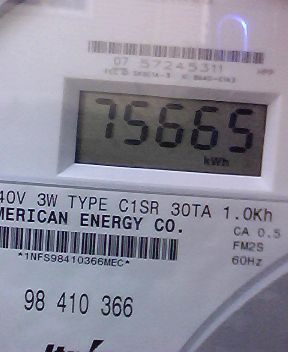 07 57245311
75665
kWh
40V 3W TYPE C1SR 30TA 1.0Kh
MERICAN ENERGY CO.
CA 0.5
FM2S
*1NFS98410366MEC*
60Hz
98 410 366